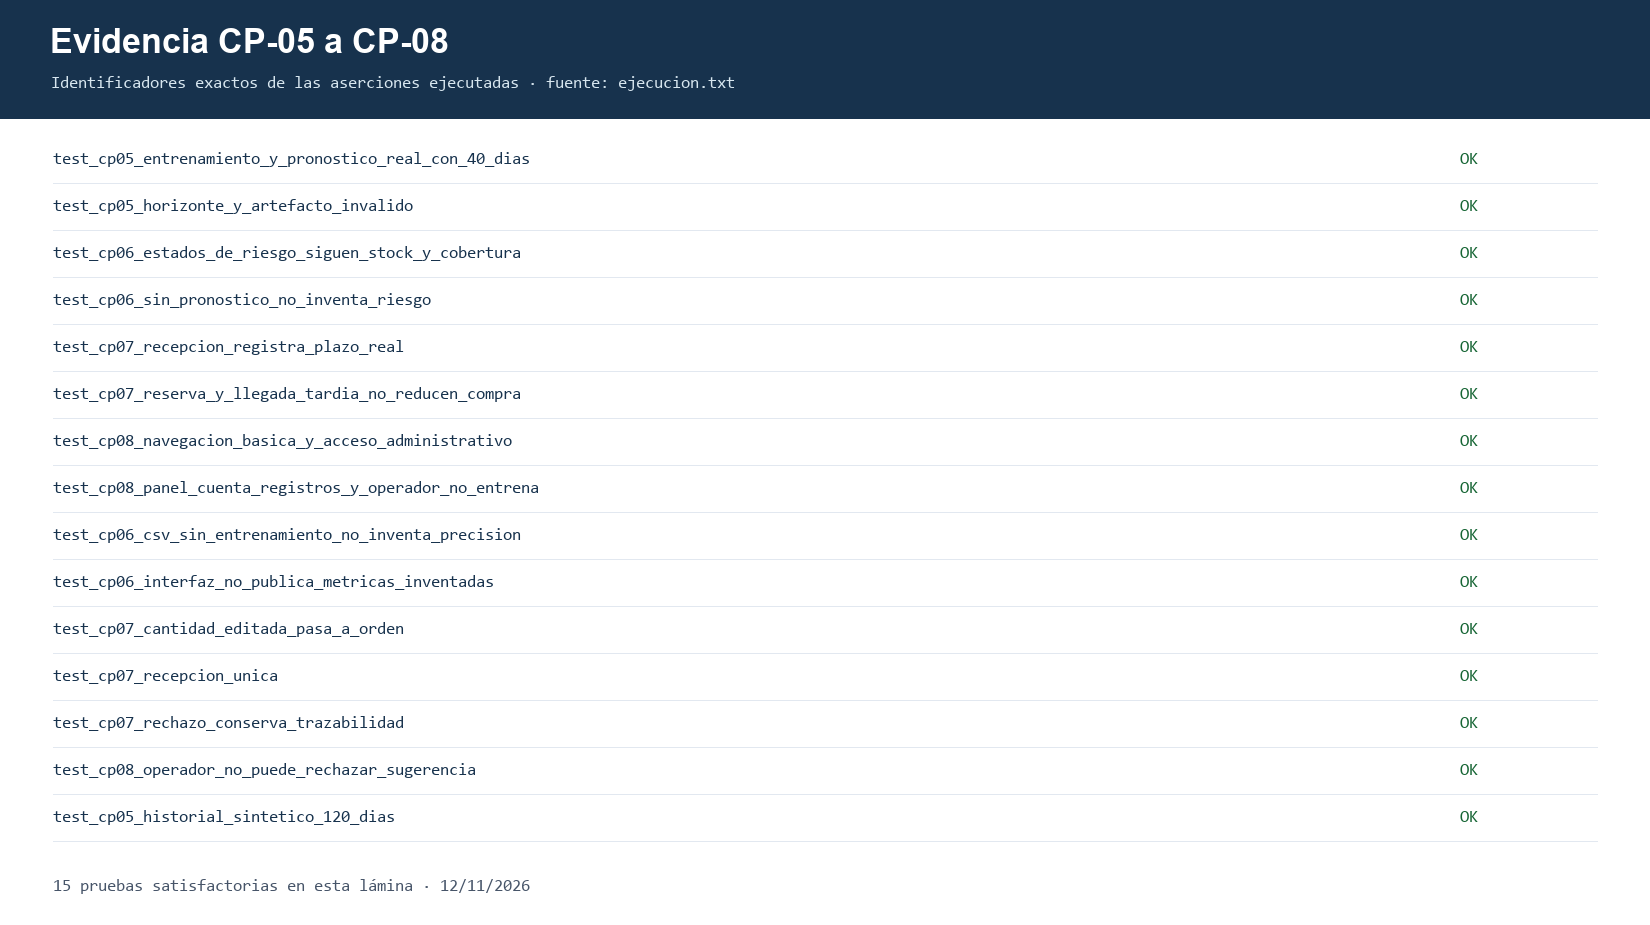 Evidencia CP-05 a CP-08
Identificadores exactos de las aserciones ejecutadas · fuente: ejecucion.txt
test_cp05_entrenamiento_y_pronostico_real_con_40_dias OK
test_cp05_horizonte_y_artefacto_invalido OK
test_cp06_estados_de_riesgo_siguen_stock_y_cobertura OK
test_cp06_sin_pronostico_no_inventa_riesgo OK
test_cp07_recepcion_registra_plazo_real OK
test_cp07_reserva_y_llegada_tardia_no_reducen_compra OK
test_cp08_navegacion_basica_y_acceso_administrativo OK
test_cp08_panel_cuenta_registros_y_operador_no_entrena OK
test_cp06_csv_sin_entrenamiento_no_inventa_precision OK
test_cp06_interfaz_no_publica_metricas_inventadas OK
test_cp07_cantidad_editada_pasa_a_orden OK
test_cp07_recepcion_unica OK
test_cp07_rechazo_conserva_trazabilidad OK
test_cp08_operador_no_puede_rechazar_sugerencia OK
test_cp05_historial_sintetico_120_dias OK
15 pruebas satisfactorias en esta lámina · 12/11/2026